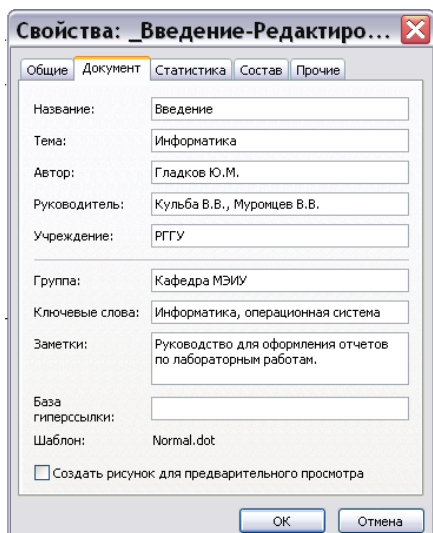 Свойства: _Введение-Редактиро...
Общие Документ Статистика Состав Прочие
Название: Введение
Тема: Информатика
Автор: Гладков Ю.М.
Руководитель: Кульба В.В., Муромцев В.В.
Учреждение: РГГУ
Группа: Кафедра МЭИУ
Ключевые слова: Информатика, операционная система
Заметки: Руководство для оформления отчетов
по лабораторным работам.
База
гиперссылки:
Шаблон: Normal.dot
Создать рисунок для предварительного просмотра
ОК Отмена